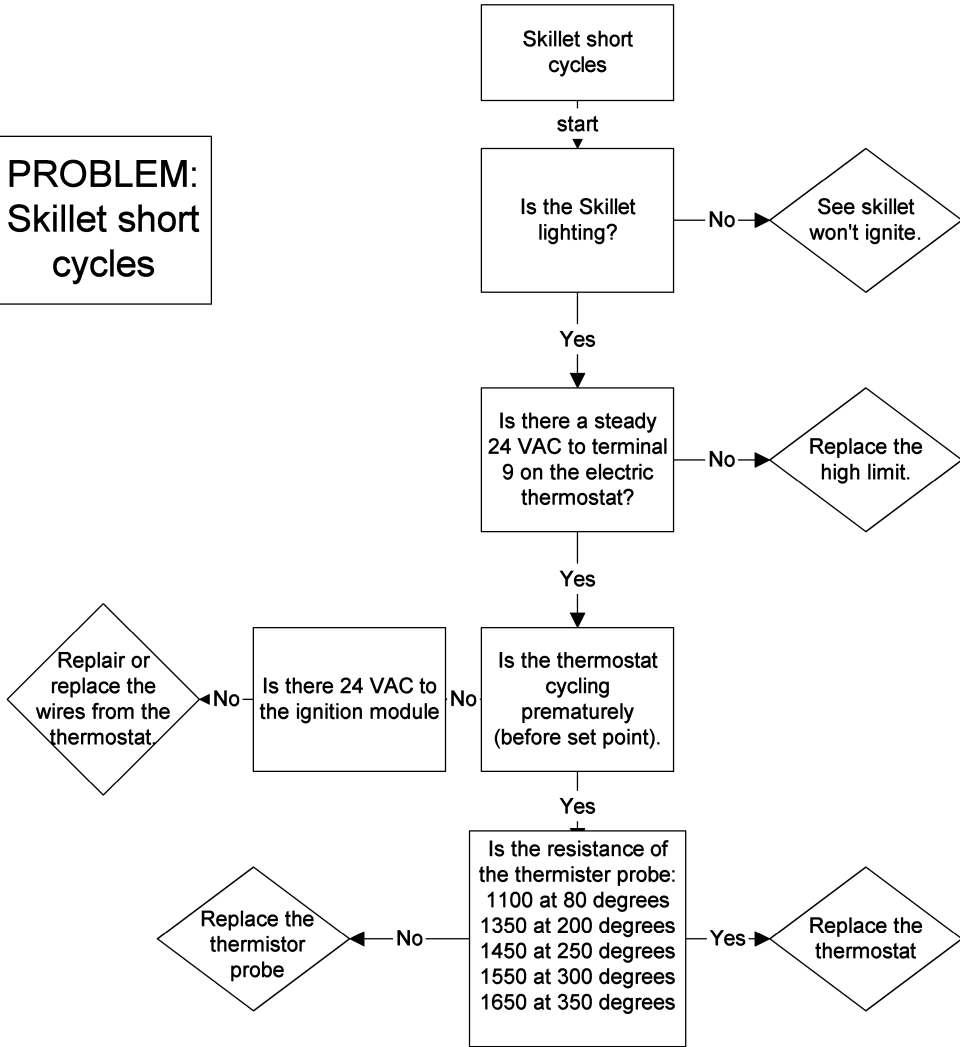 Skillet short
cycles
start
PROBLEM:
Skillet short
cycles
Is the Skillet
lighting?
No
See skillet
won't ignite.
Yes
Is there a steady
24 VAC to terminal
9 on the electric
thermostat?
No
Replace the
high limit.
Yes
Is the thermostat
cycling
prematurely
(before set point).
No
Is there 24 VAC to
the ignition module
No
Replair or
replace the
wires from the
thermostat.
Yes
Is the resistance of
the thermister probe:
1100 at 80 degrees
1350 at 200 degrees
1450 at 250 degrees
1550 at 300 degrees
1650 at 350 degrees
No
Replace the
thermistor
probe
Yes
Replace the
thermostat